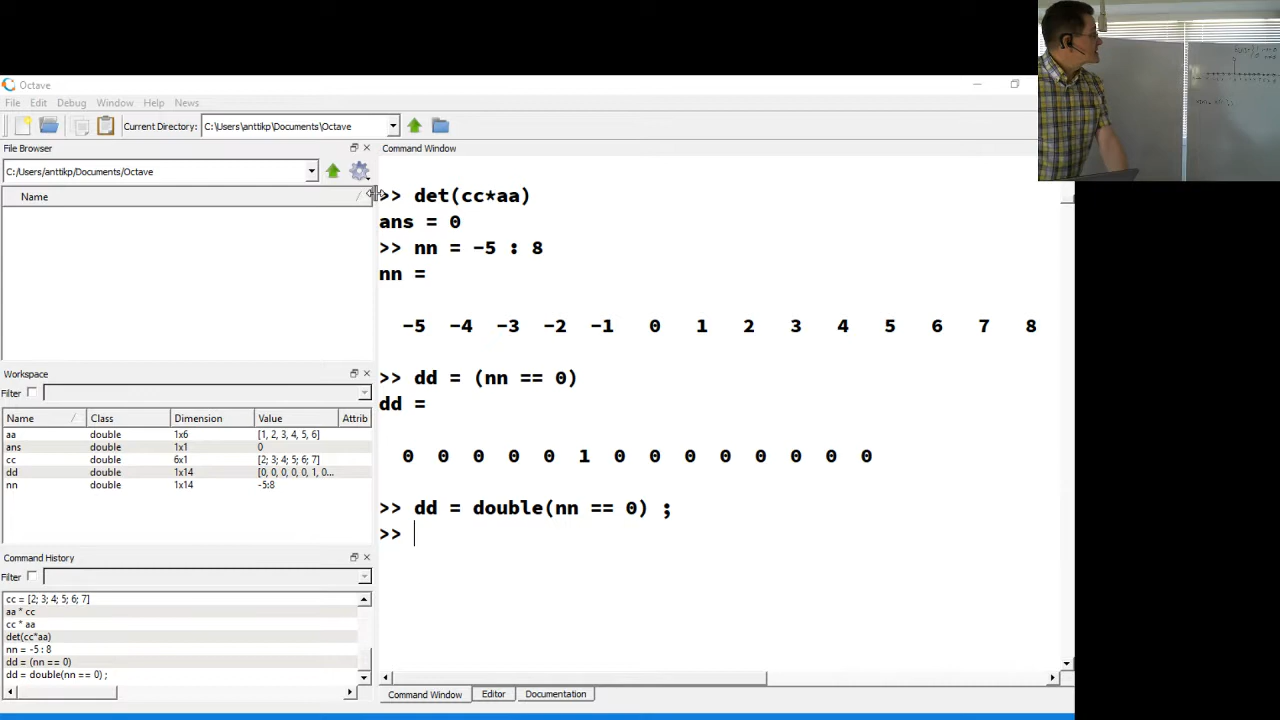 Octave
File Edit Debug Window Help News
Current Directory: C:\Users\anttikp\Documents\Octave
File Browser
C:/Users/anttikp/Documents/Octave
Name
Workspace
Filter
Name Class Dimension Value Attrib
aa double 1x6 [1, 2, 3, 4, 5, 6]
ans double 1x1 0
cc double 6x1 [2; 3; 4; 5; 6; 7]
dd double 1x14 [0, 0, 0, 0, 0, 1, 0...
nn double 1x14 -5:8
Command History
Filter
cc = [2; 3; 4; 5; 6; 7]
aa * cc
cc * aa
det(cc*aa)
nn = -5 : 8
dd = (nn == 0)
dd = double(nn == 0) ;
Command Window
>> det(cc*aa)
ans = 0
>> nn = -5 : 8
nn =
-5 -4 -3 -2 -1 0 1 2 3 4 5 6 7 8
>> dd = (nn == 0)
dd =
0 0 0 0 0 1 0 0 0 0 0 0 0 0
>> dd = double(nn == 0) ;
>>
Command Window Editor Documentation